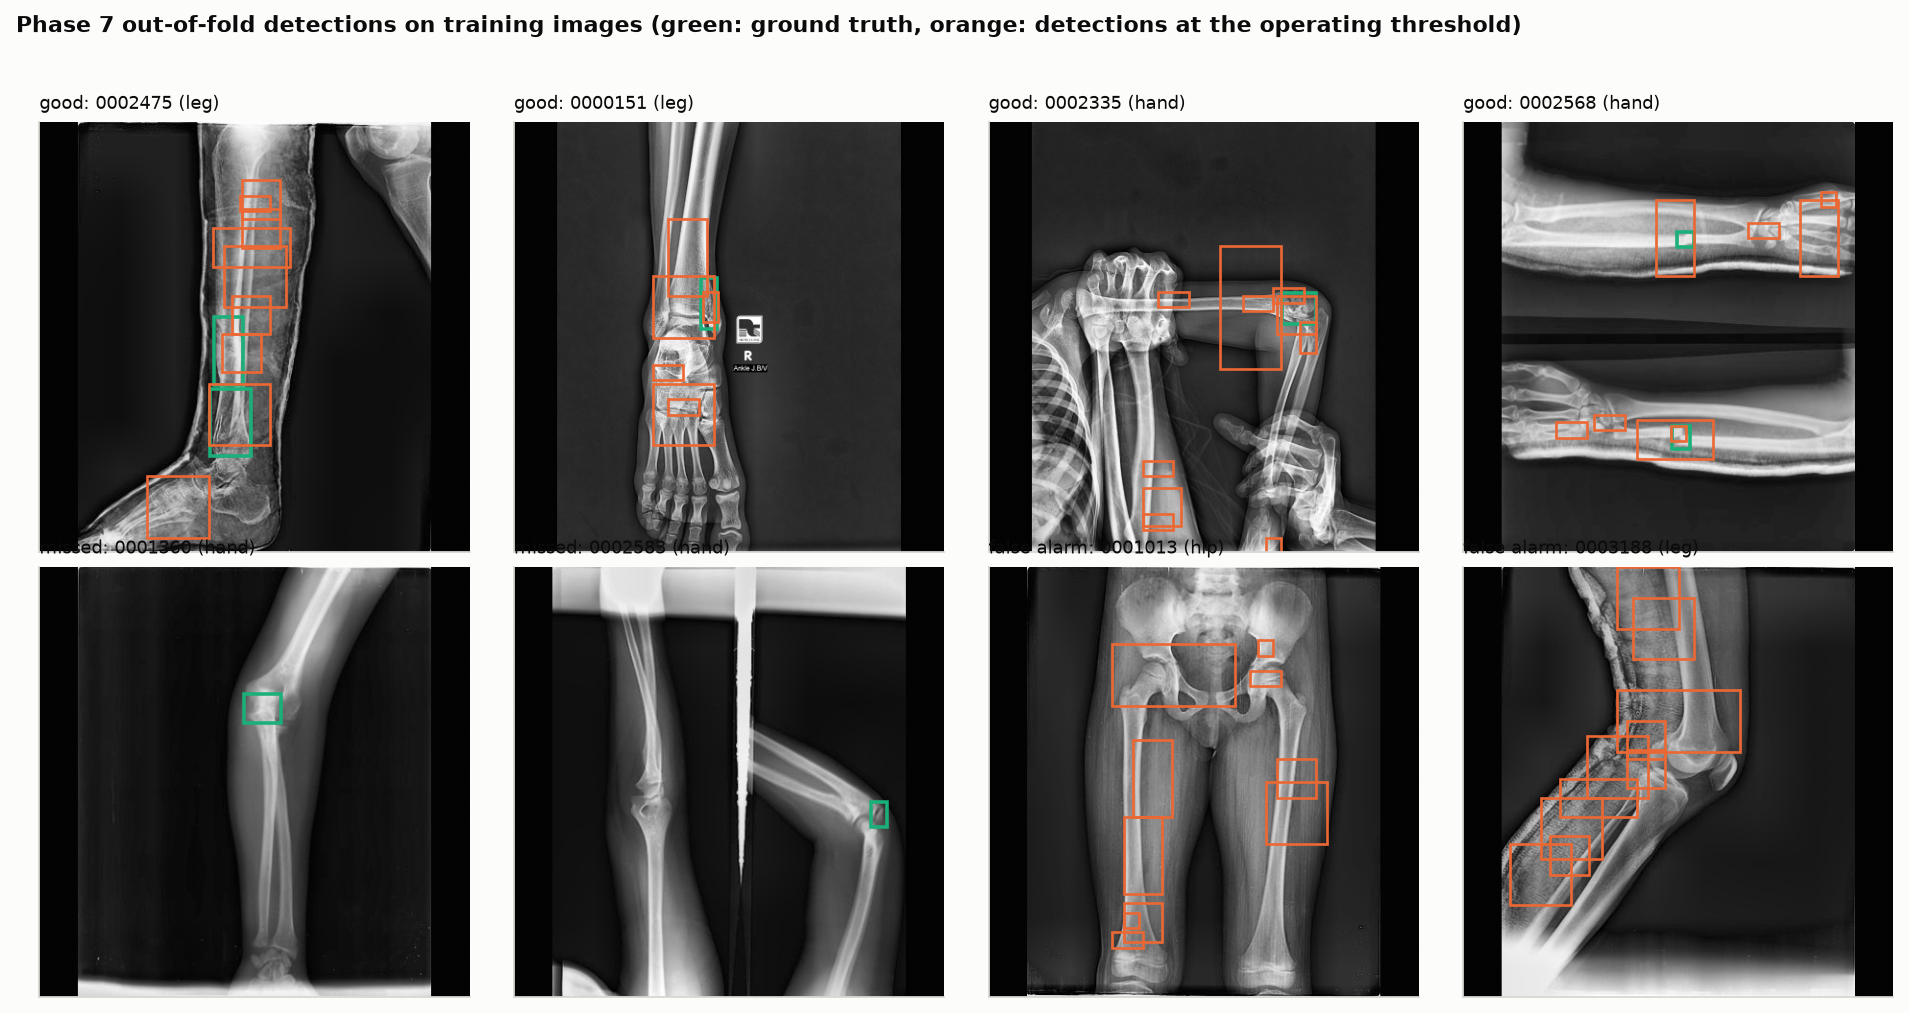 Phase 7 out-of-fold detections on training images (green: ground truth, orange: detections at the operating threshold)
good: 0002475 (leg)
good: 0000151 (leg)
good: 0002335 (hand)
good: 0002568 (hand)
R
Ankle J.B/V
missed: 0001360 (hand)
missed: 0002583 (hand)
false alarm: 0001013 (hip)
false alarm: 0003188 (leg)